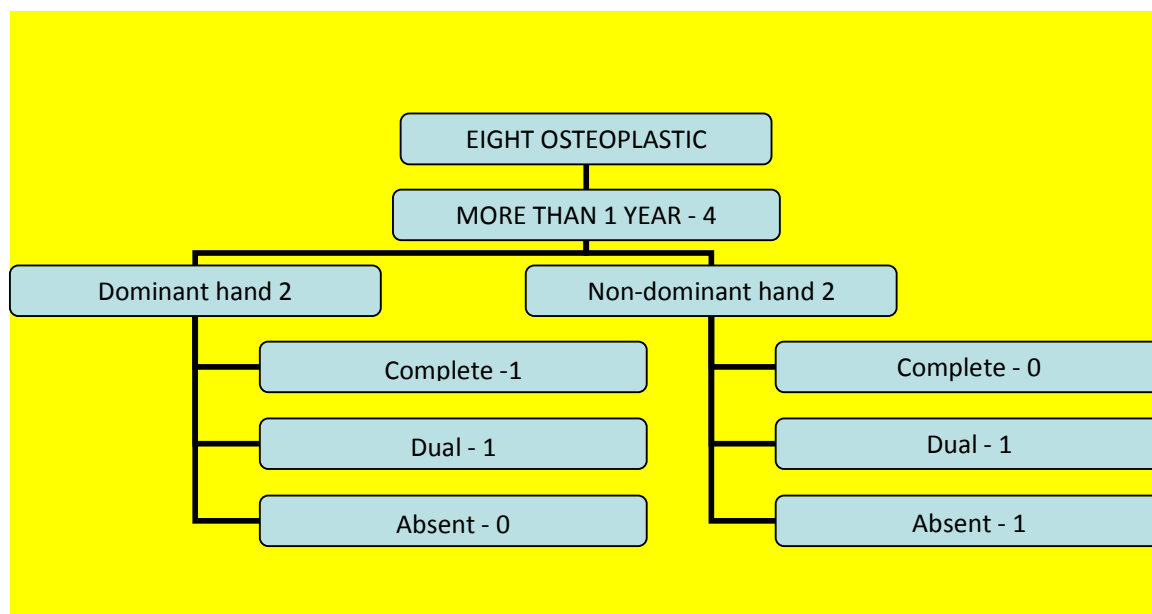 EIGHT OSTEOPLASTIC
MORE THAN 1 YEAR - 4
Dominant hand 2
Non-dominant hand 2
Complete -1
Complete - 0
Dual - 1
Dual - 1
Absent - 0
Absent - 1